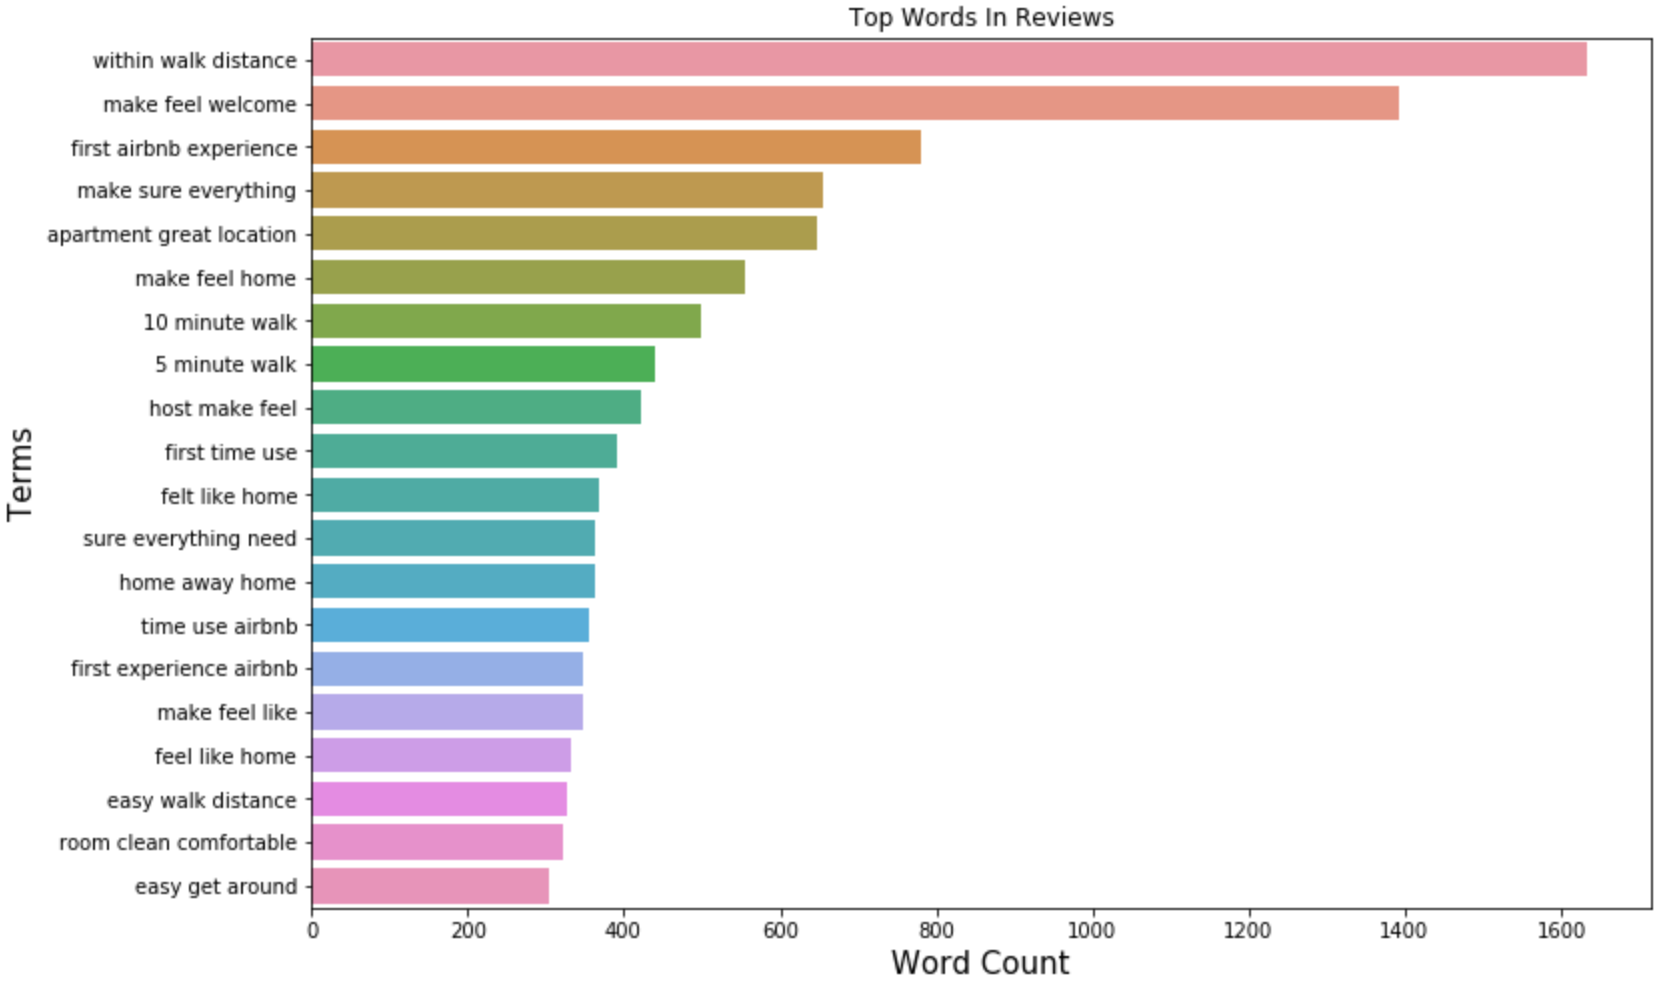 Top Words In Reviews
within walk distance
make feel welcome
first airbnb experience
make sure everything
apartment great location
make feel home
10 minute walk
5 minute walk
host make feel
first time use
felt like home
sure everything need
home away home
time use airbnb
first experience airbnb
make feel like
feel like home
easy walk distance
room clean comfortable
easy get around
Terms
0 200 400 600 800 1000 1200 1400 1600
Word Count